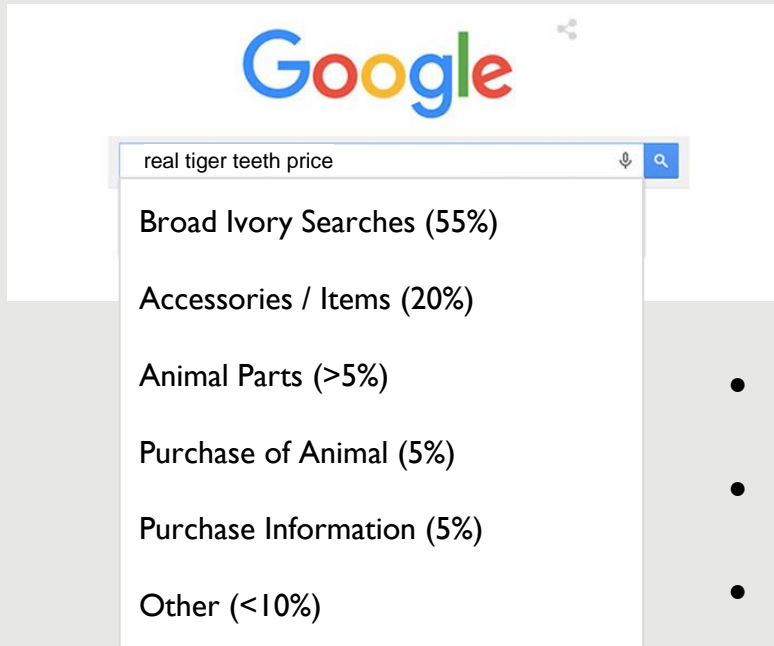 Google
real tiger teeth price
Broad Ivory Searches (55%)
Accessories / Items (20%)
Animal Parts (>5%)
Purchase of Animal (5%)
Purchase Information (5%)
Other (<10%)